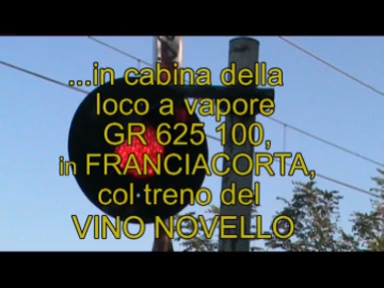 ...in cabina della
loco a vapore
GR 625 100,
in FRANCIACORTA,
col treno del
VINO NOVELLO